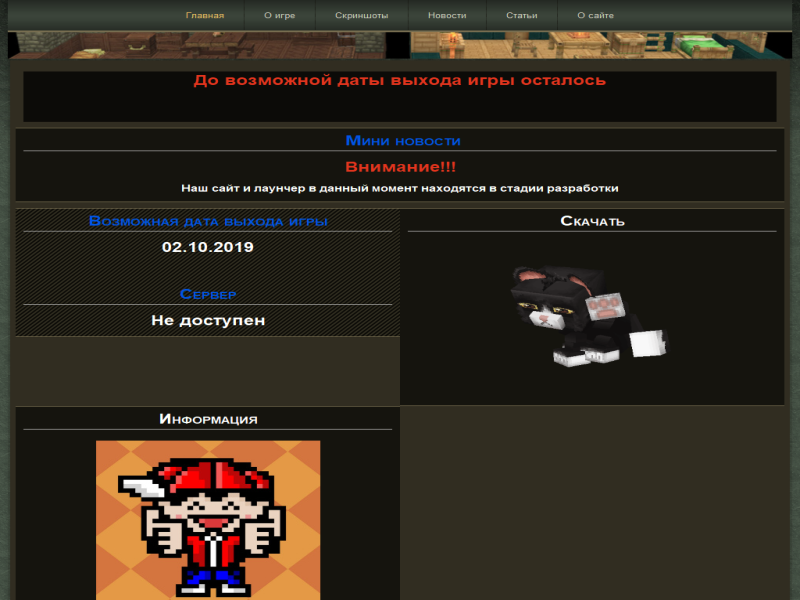 Главная
О игре
Скриншоты
Новости
Статьи
О сайте
До возможной даты выхода игры осталось
Мини новости
Внимание!!!
Наш сайт и лаунчер в данный момент находятся в стадии разработки
Возможная дата выхода игры
02.10.2019
Сервер
Не доступен
Скачать
Информация